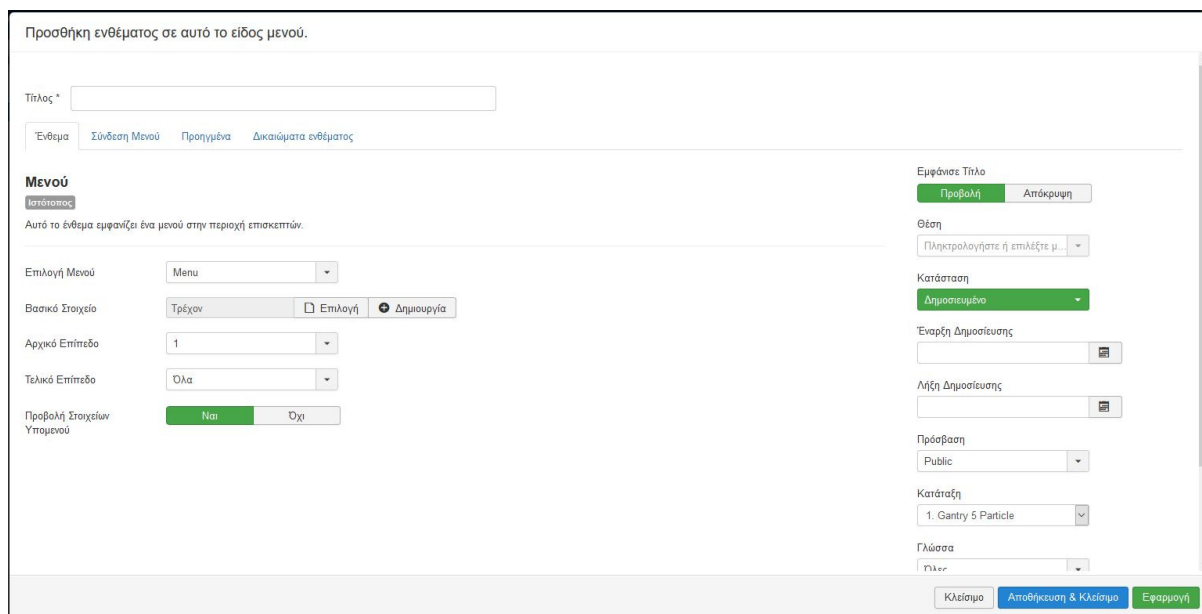 Προσθήκη ενθέματος σε αυτό το είδος μενού.
Τίτλος *
Ένθεμα Σύνδεση Μενού Προηγμένα Δικαιώματα ενθέματος
Μενού
Ιστότοπος
Αυτό το ένθεμα εμφανίζει ένα μενού στην περιοχή επισκεπτών.
Επιλογή Μενού Menu
Βασικό Στοιχείο Τρέχον Επιλογή Δημιουργία
Αρχικό Επίπεδο 1
Τελικό Επίπεδο Όλα
Προβολή Στοιχείων
Υπομενού
Ναι Όχι
Εμφάνισε Τίτλο
Προβολή Απόκρυψη
Θέση
Πληκτρολογήστε ή επιλέξτε μ...
Κατάσταση
Δημοσιευμένο
Έναρξη Δημοσίευσης
Λήξη Δημοσίευσης
Πρόσβαση
Public
Κατάταξη
1. Gantry 5 Particle
Γλώσσα
Όλες
Κλείσιμο Αποθήκευση & Κλείσιμο Εφαρμογή